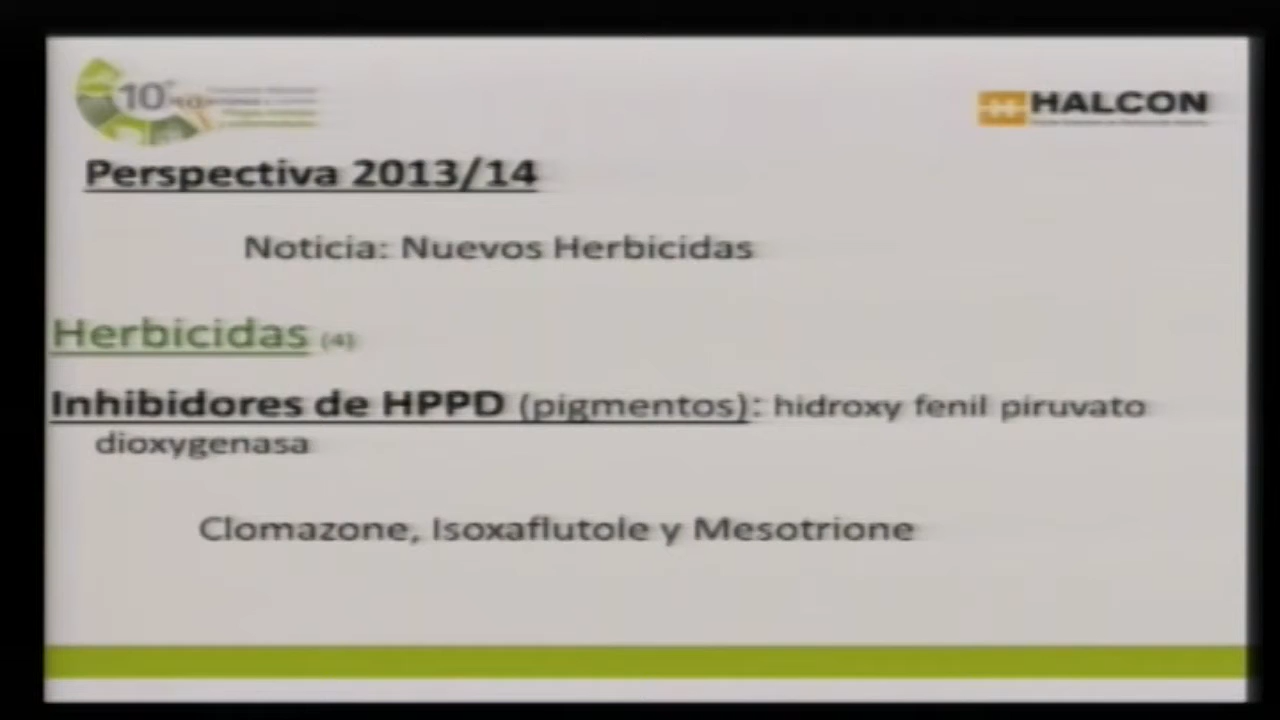 10º
HALCON
Perspectiva 2013/14
Noticia: Nuevos Herbicidas
Herbicidas (4)
Inhibidores de HPPD (pigmentos): hidroxy fenil piruvato
dioxygenasa
Clomazone, Isoxaflutole y Mesotrione